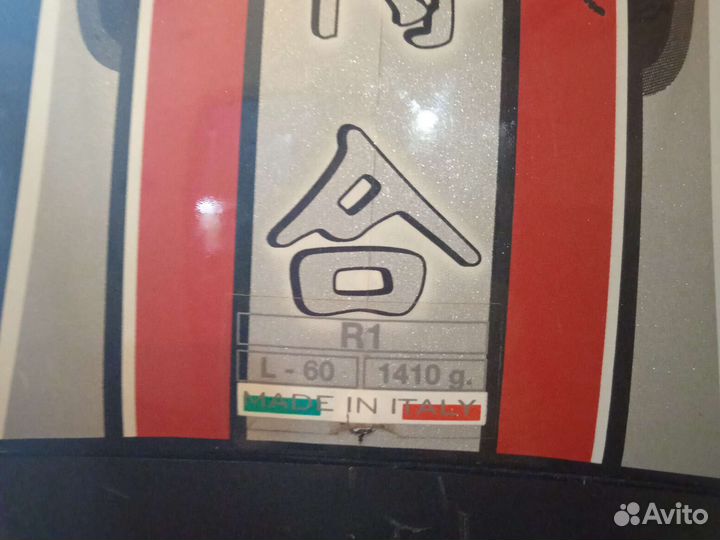 合
R1
L - 60
1410 g.
MADE IN ITALY
Avito